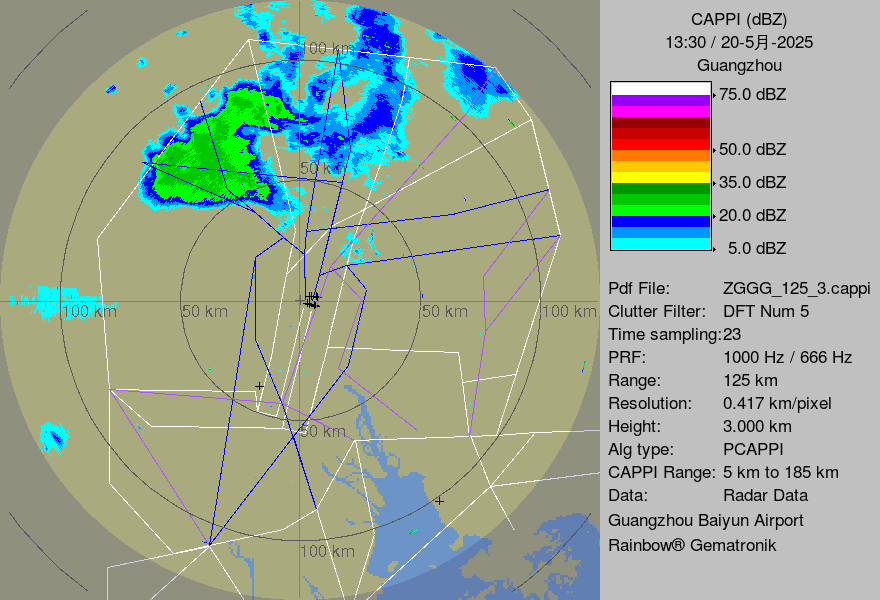 CAPPI (dBZ)
13:30 / 20-5月-2025
Guangzhou
75.0 dBZ
50.0 dBZ
35.0 dBZ
20.0 dBZ
5.0 dBZ
Pdf File: ZGGG_125_3.cappi
Clutter Filter: DFT Num 5
Time sampling:23
PRF: 1000 Hz / 666 Hz
Range: 125 km
Resolution: 0.417 km/pixel
Height: 3.000 km
Alg type: PCAPPI
CAPPI Range: 5 km to 185 km
Data: Radar Data
Guangzhou Baiyun Airport
Rainbow® Gematronik
100 km
50 km
100 km
50 km
50 km
100 km
50 km
100 km